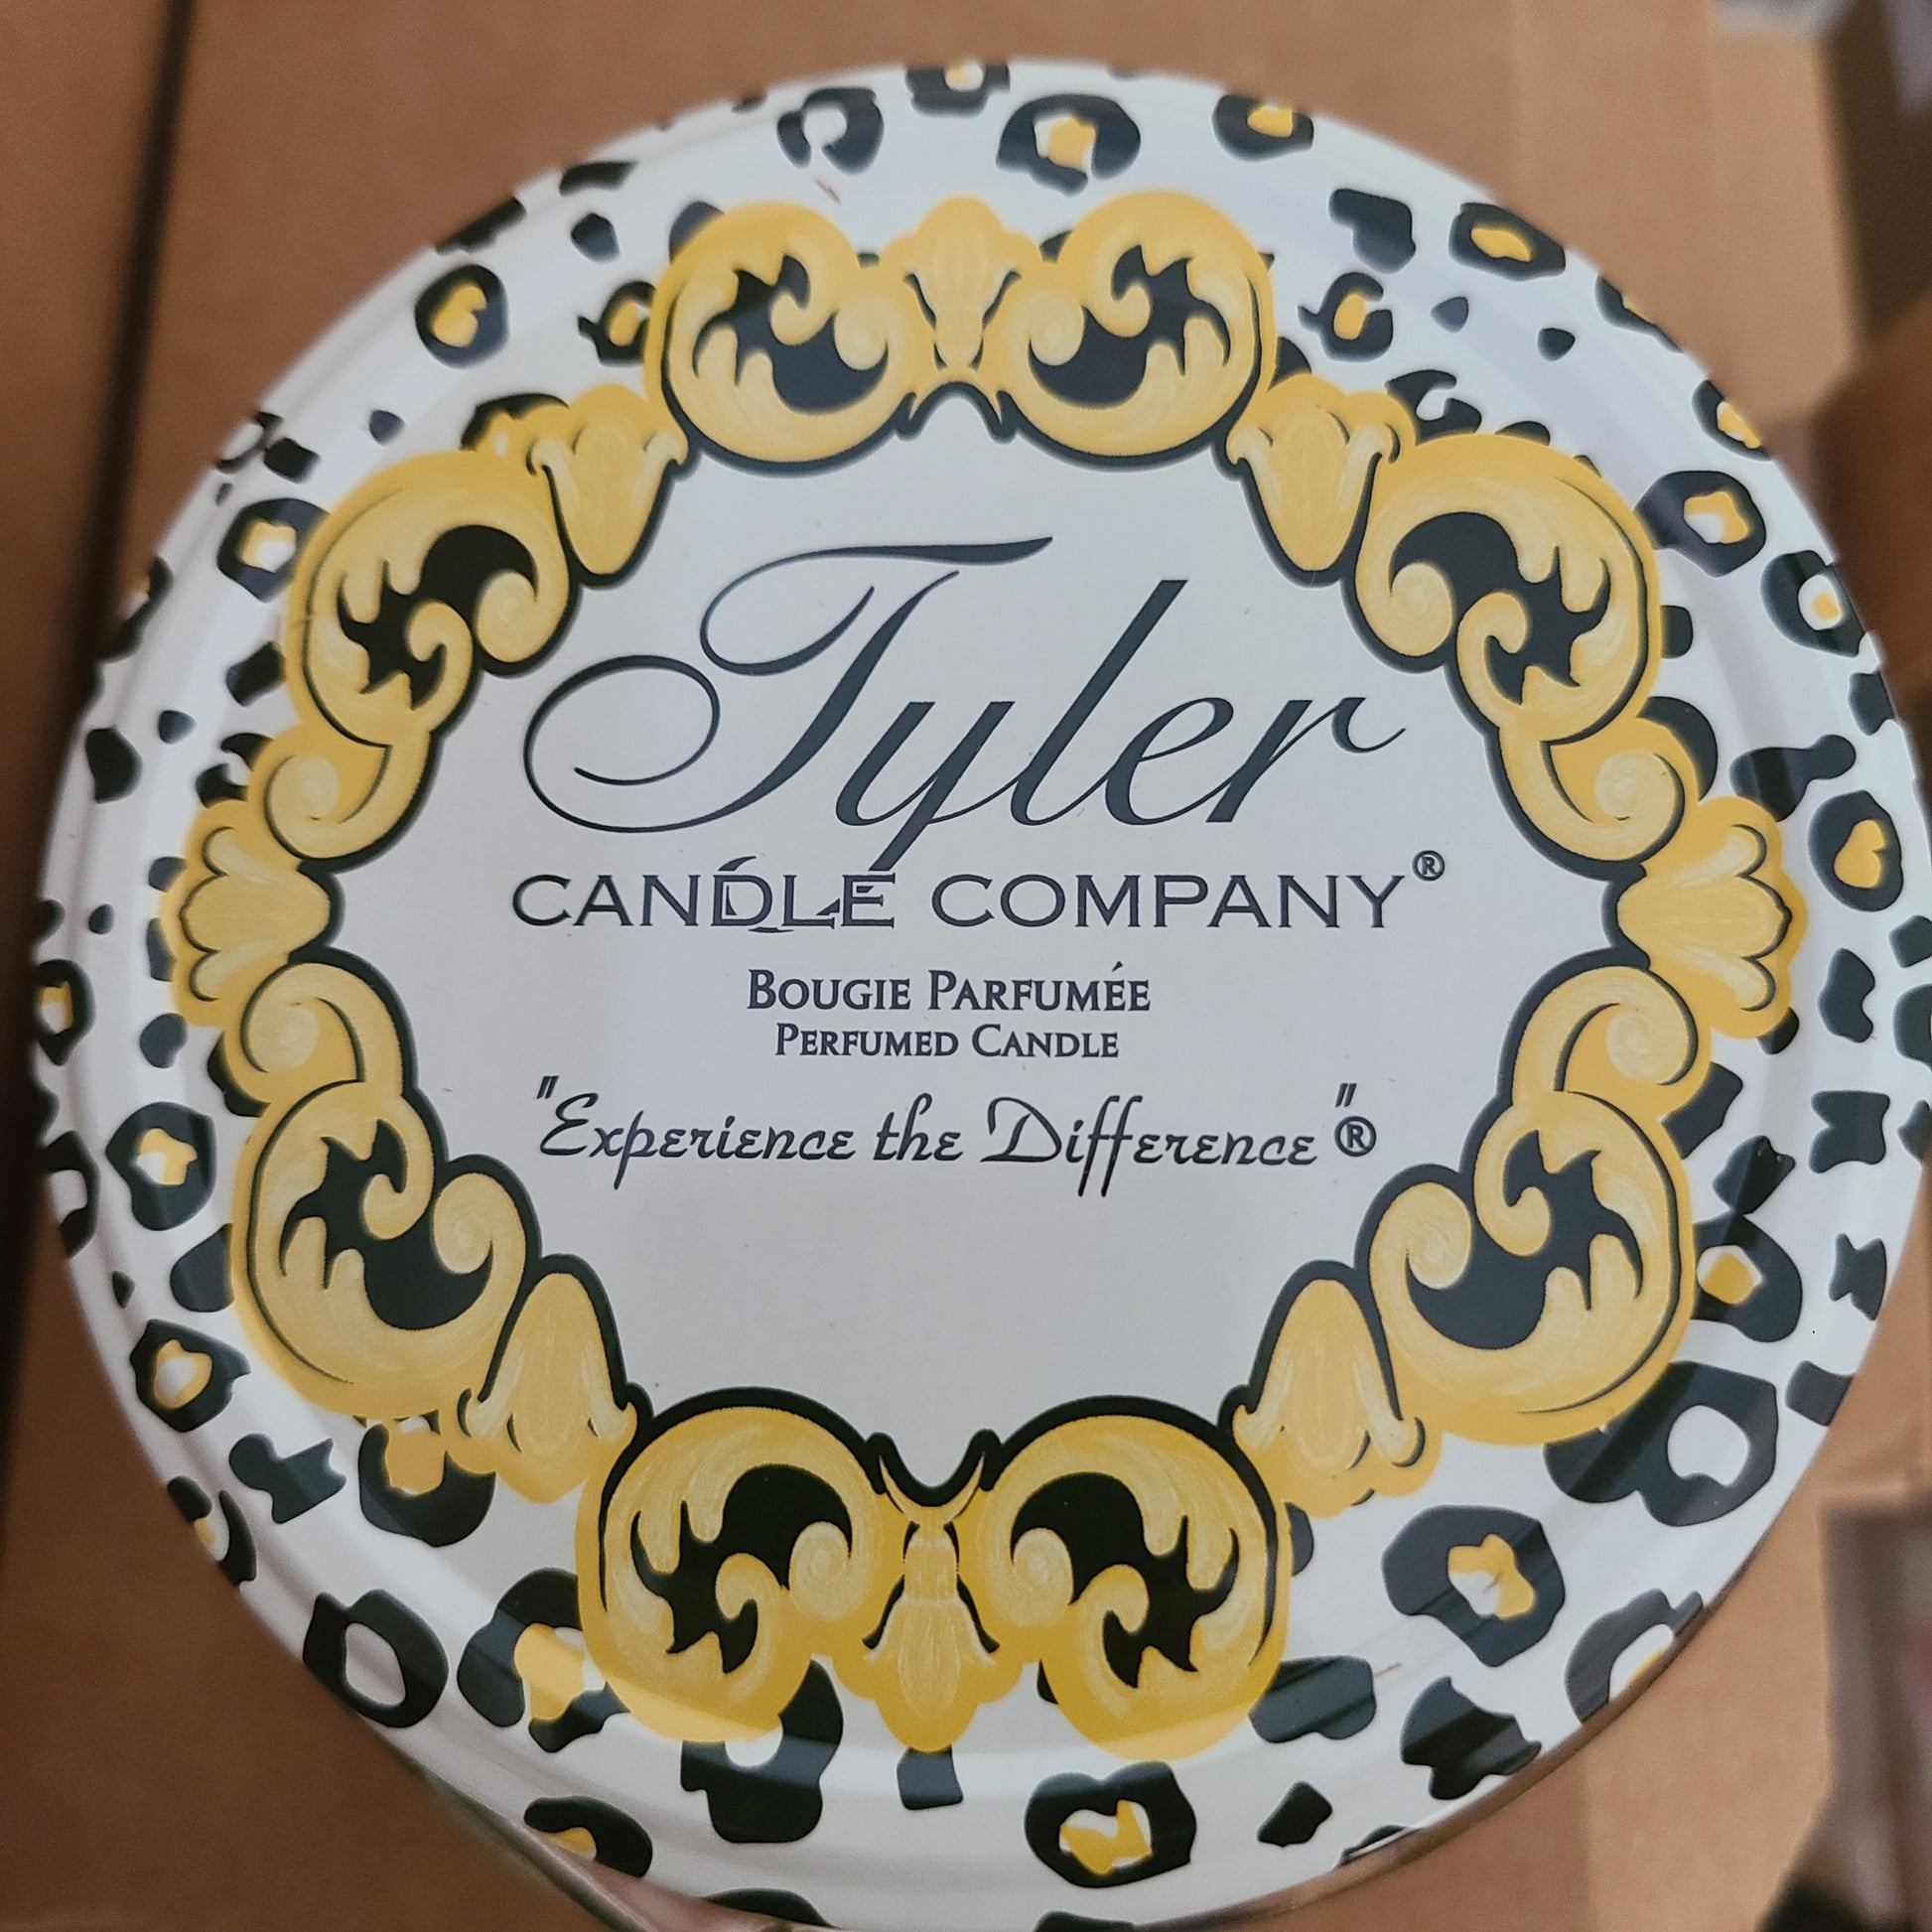 Tyler
CANDLE COMPANY®
BOUGIE PARFUMÉE
PERFUMED CANDLE
"Experience the Difference"®